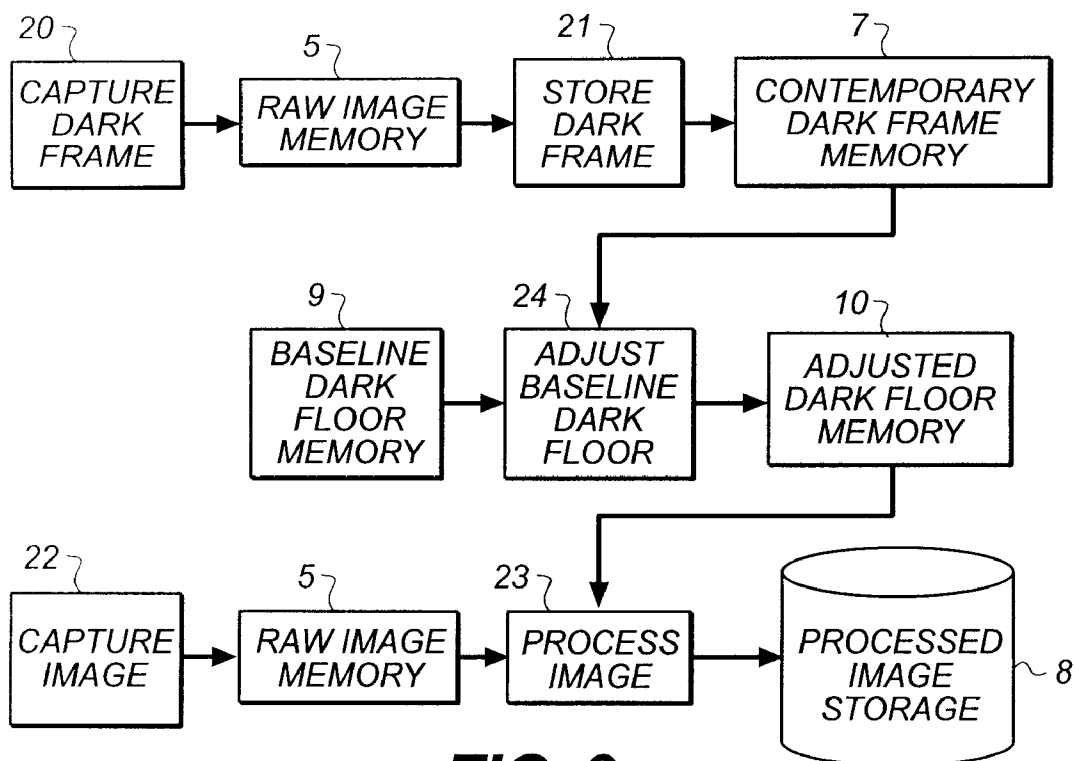 20
21
7
5
CAPTURE
DARK
FRAME
RAW IMAGE
MEMORY
STORE
DARK
FRAME
CONTEMPORARY
DARK FRAME
MEMORY
9
24
10
BASELINE
DARK
FLOOR
MEMORY
ADJUST
BASELINE
DARK
FLOOR
ADJUSTED
DARK FLOOR
MEMORY
22
5
23
CAPTURE
IMAGE
RAW IMAGE
MEMORY
PROCESS
IMAGE
PROCESSED
IMAGE
STORAGE
8